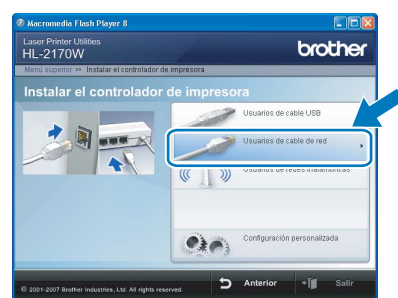 Macromedia Flash Player 8
Laser Printer Utilities
HL-2170W
brother
Menú superior >> Instalar el controlador de impresora
Instalar el controlador de impresora
Usuarios de cable USB
Usuarios de cable de red
Usuarios de redes inalámbricas
Configuración personalizada
© 2001-2007 Brother Industries, Ltd. All rights reserved.
Anterior
Salir